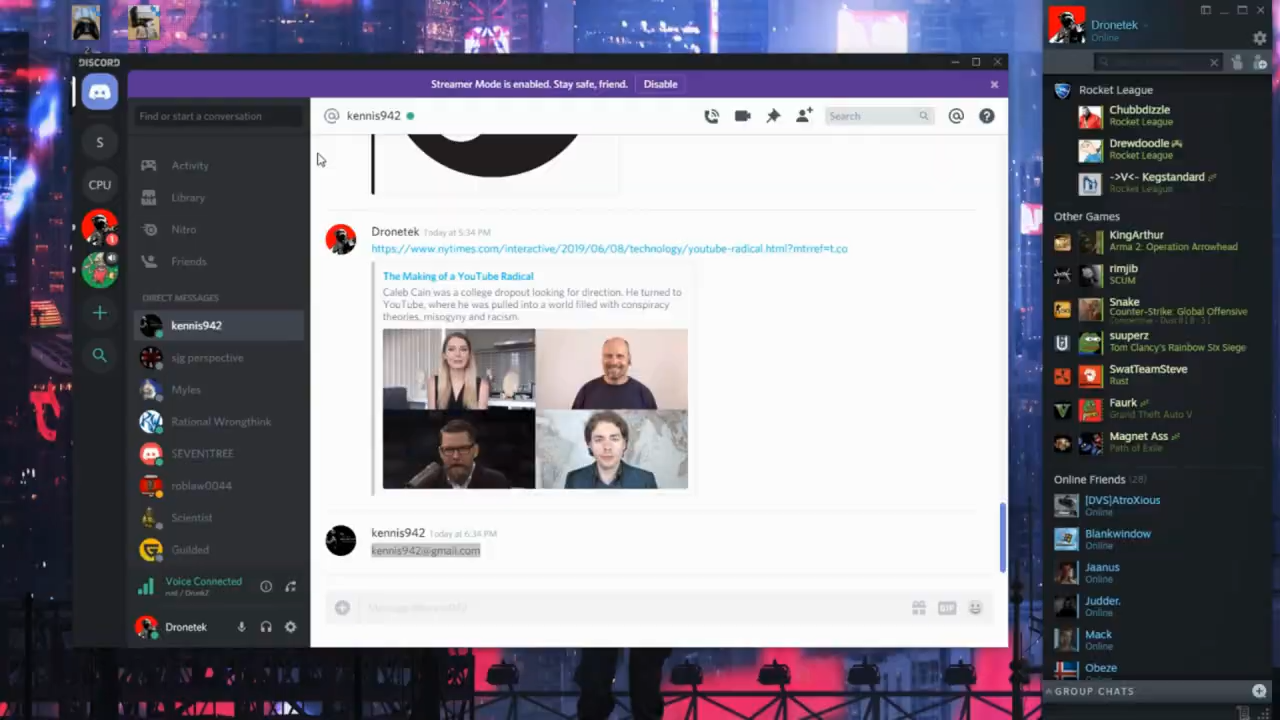 DISCORD
Streamer Mode is enabled. Stay safe, friend.
Disable
Find or start a conversation
Activity
Library
Nitro
Friends
DIRECT MESSAGES
kennis942
sjg perspective
Myles
Rational Wrongthink
SEVEN1TREE
roblaw0044
Scientist
Guilded
Voice Connected
Dronetek
S
CPU
kennis942
Search
Dronetek Today at 5:34 PM
https://www.nytimes.com/interactive/2019/06/08/technology/youtube-radical.html?mtrref=t.co
The Making of a YouTube Radical
Caleb Cain was a college dropout looking for direction. He turned to
YouTube, where he was pulled into a world filled with conspiracy
theories, misogyny and racism.
kennis942 Today at 6:34 PM
kennis942@gmail.com
Message @kennis942
GIF
Dronetek
Online
Rocket League
Chubbdizzle
Rocket League
Drewdoodle
Rocket League
->V<- Kegstandard
Rocket League
Other Games
KingArthur
Arma 2: Operation Arrowhead
rimjib
SCUM
Snake
Counter-Strike: Global Offensive
suuperz
Tom Clancy's Rainbow Six Siege
SwatTeamSteve
Rust
Faurk
Grand Theft Auto V
Magnet Ass
Path of Exile
Online Friends (28)
[DVS]AtroXious
Online
Blankwindow
Online
Jaanus
Online
Judder.
Online
Mack
Online
Obeze
Online
GROUP CHATS